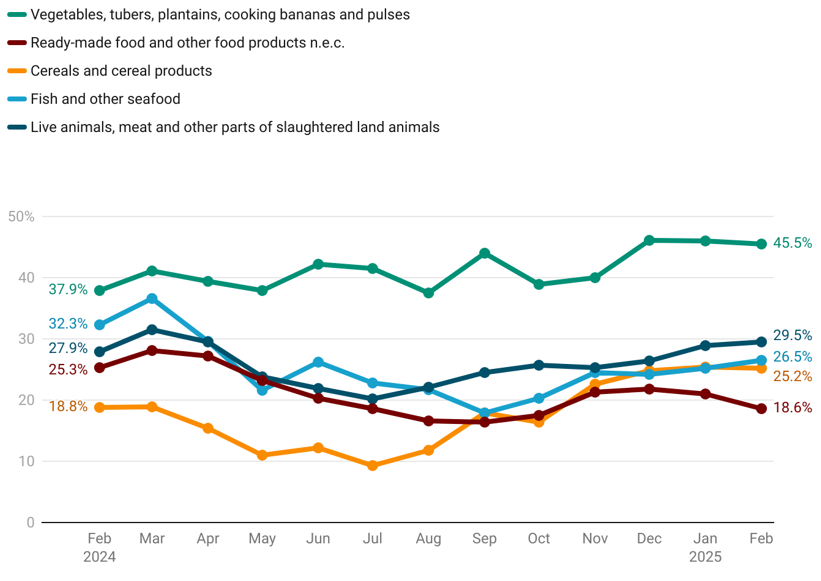 Vegetables, tubers, plantains, cooking bananas and pulses
Ready-made food and other food products n.e.c.
Cereals and cereal products
Fish and other seafood
Live animals, meat and other parts of slaughtered land animals
50%
40
30
20
10
0
37.9%
32.3%
27.9%
25.3%
18.8%
45.5%
29.5%
26.5%
25.2%
18.6%
Feb Mar Apr May Jun Jul Aug Sep Oct Nov Dec Jan Feb
2024 2025